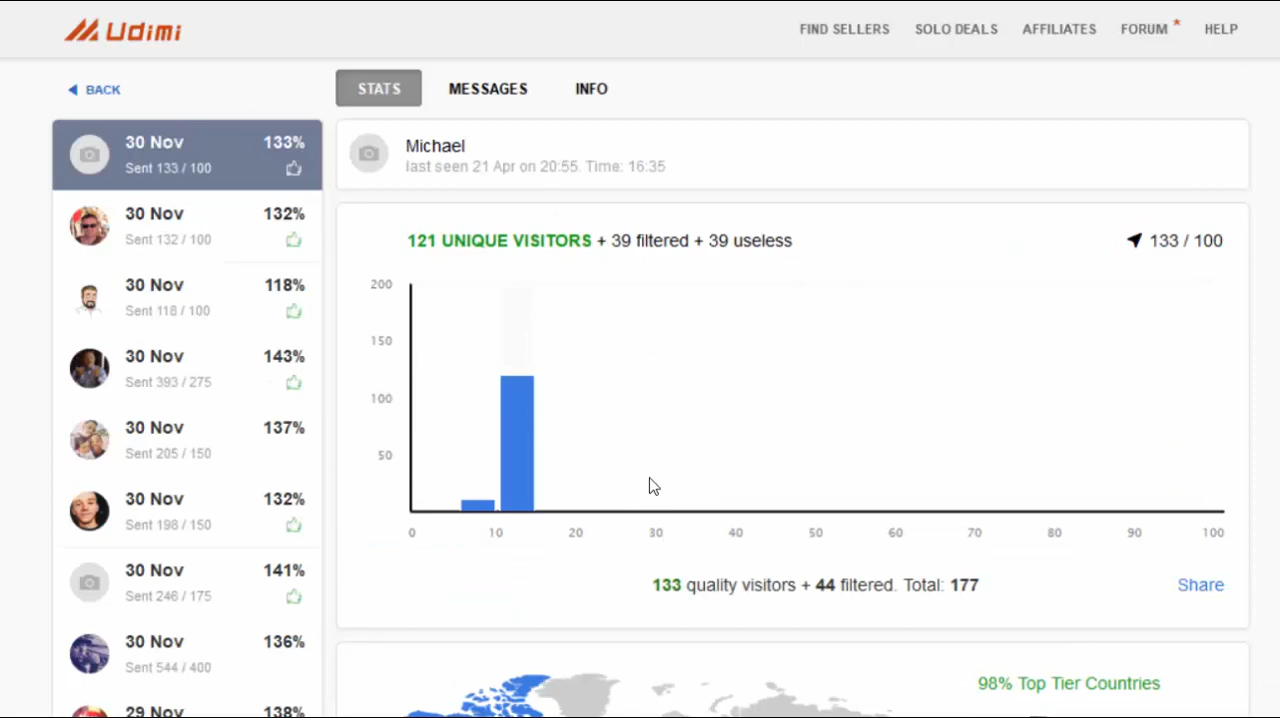 Udimi
FIND SELLERS SOLO DEALS AFFILIATES FORUM * HELP
BACK
STATS MESSAGES INFO
30 Nov 133%
Sent 133 / 100
30 Nov 132%
Sent 132 / 100
30 Nov 118%
Sent 118 / 100
30 Nov 143%
Sent 393 / 275
30 Nov 137%
Sent 205 / 150
30 Nov 132%
Sent 198 / 150
30 Nov 141%
Sent 246 / 175
30 Nov 136%
Sent 544 / 400
29 Nov 138%
Michael
last seen 21 Apr on 20:55. Time: 16:35
121 UNIQUE VISITORS + 39 filtered + 39 useless 133 / 100
200
150
100
50
0 10 20 30 40 50 60 70 80 90 100
133 quality visitors + 44 filtered. Total: 177 Share
98% Top Tier Countries